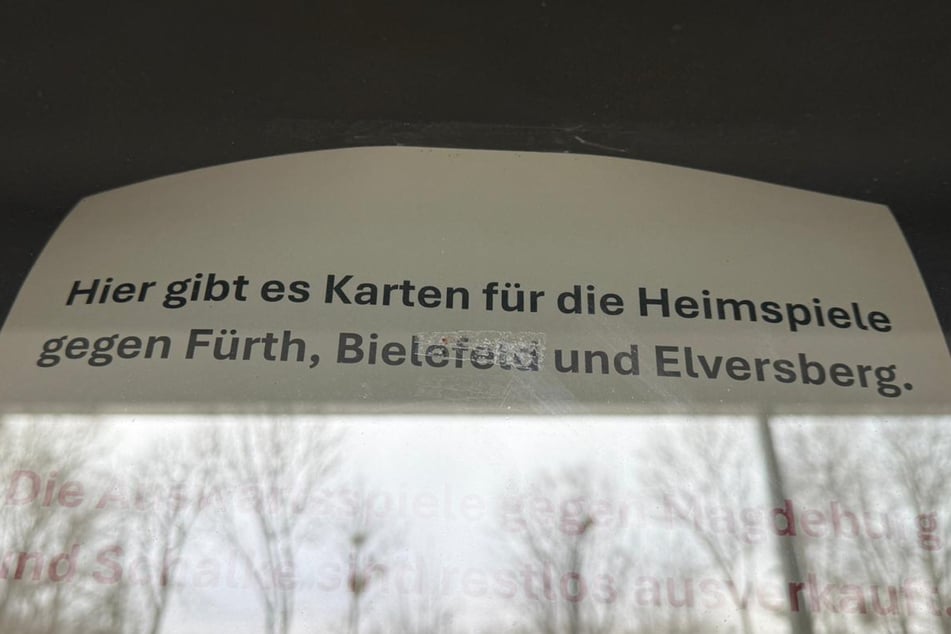 Hier gibt es Karten für die Heimspiele
gegen Fürth, Bielefeld und Elversberg.
Die Auswärtsspiele gegen Magdeburg
und Schalke sind restlos ausverkauft